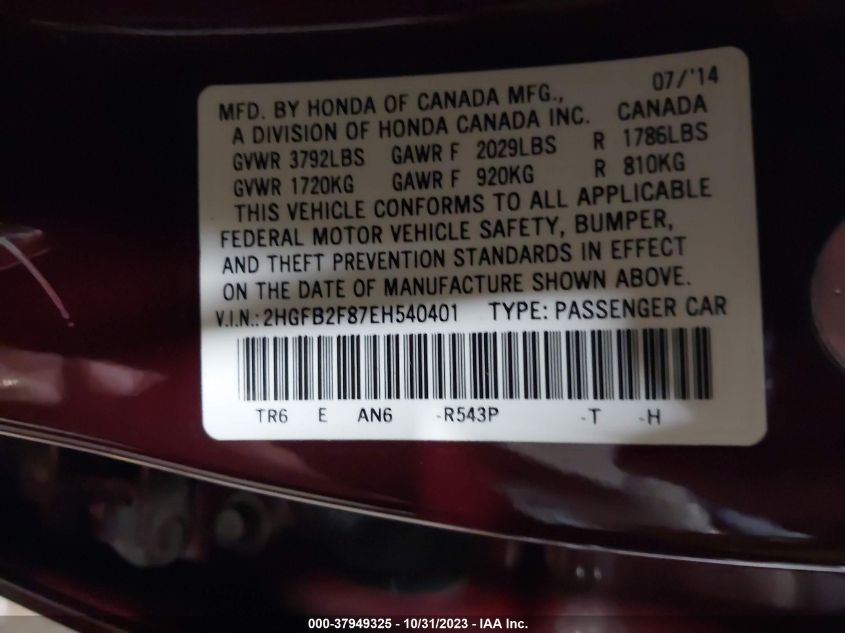 07/'14
MFD. BY HONDA OF CANADA MFG.,
A DIVISION OF HONDA CANADA INC. CANADA
GVWR 3792LBS GAWR F 2029LBS R 1786LBS
GVWR 1720KG GAWR F 920KG R 810KG
THIS VEHICLE CONFORMS TO ALL APPLICABLE
FEDERAL MOTOR VEHICLE SAFETY, BUMPER,
AND THEFT PREVENTION STANDARDS IN EFFECT
ON THE DATE OF MANUFACTURE SHOWN ABOVE.
V.I.N.: 2HGFB2F87EH540401 TYPE: PASSENGER CAR
TR6 E AN6 -R543P -T -H
000-37949325 - 10/31/2023 - IAA Inc.